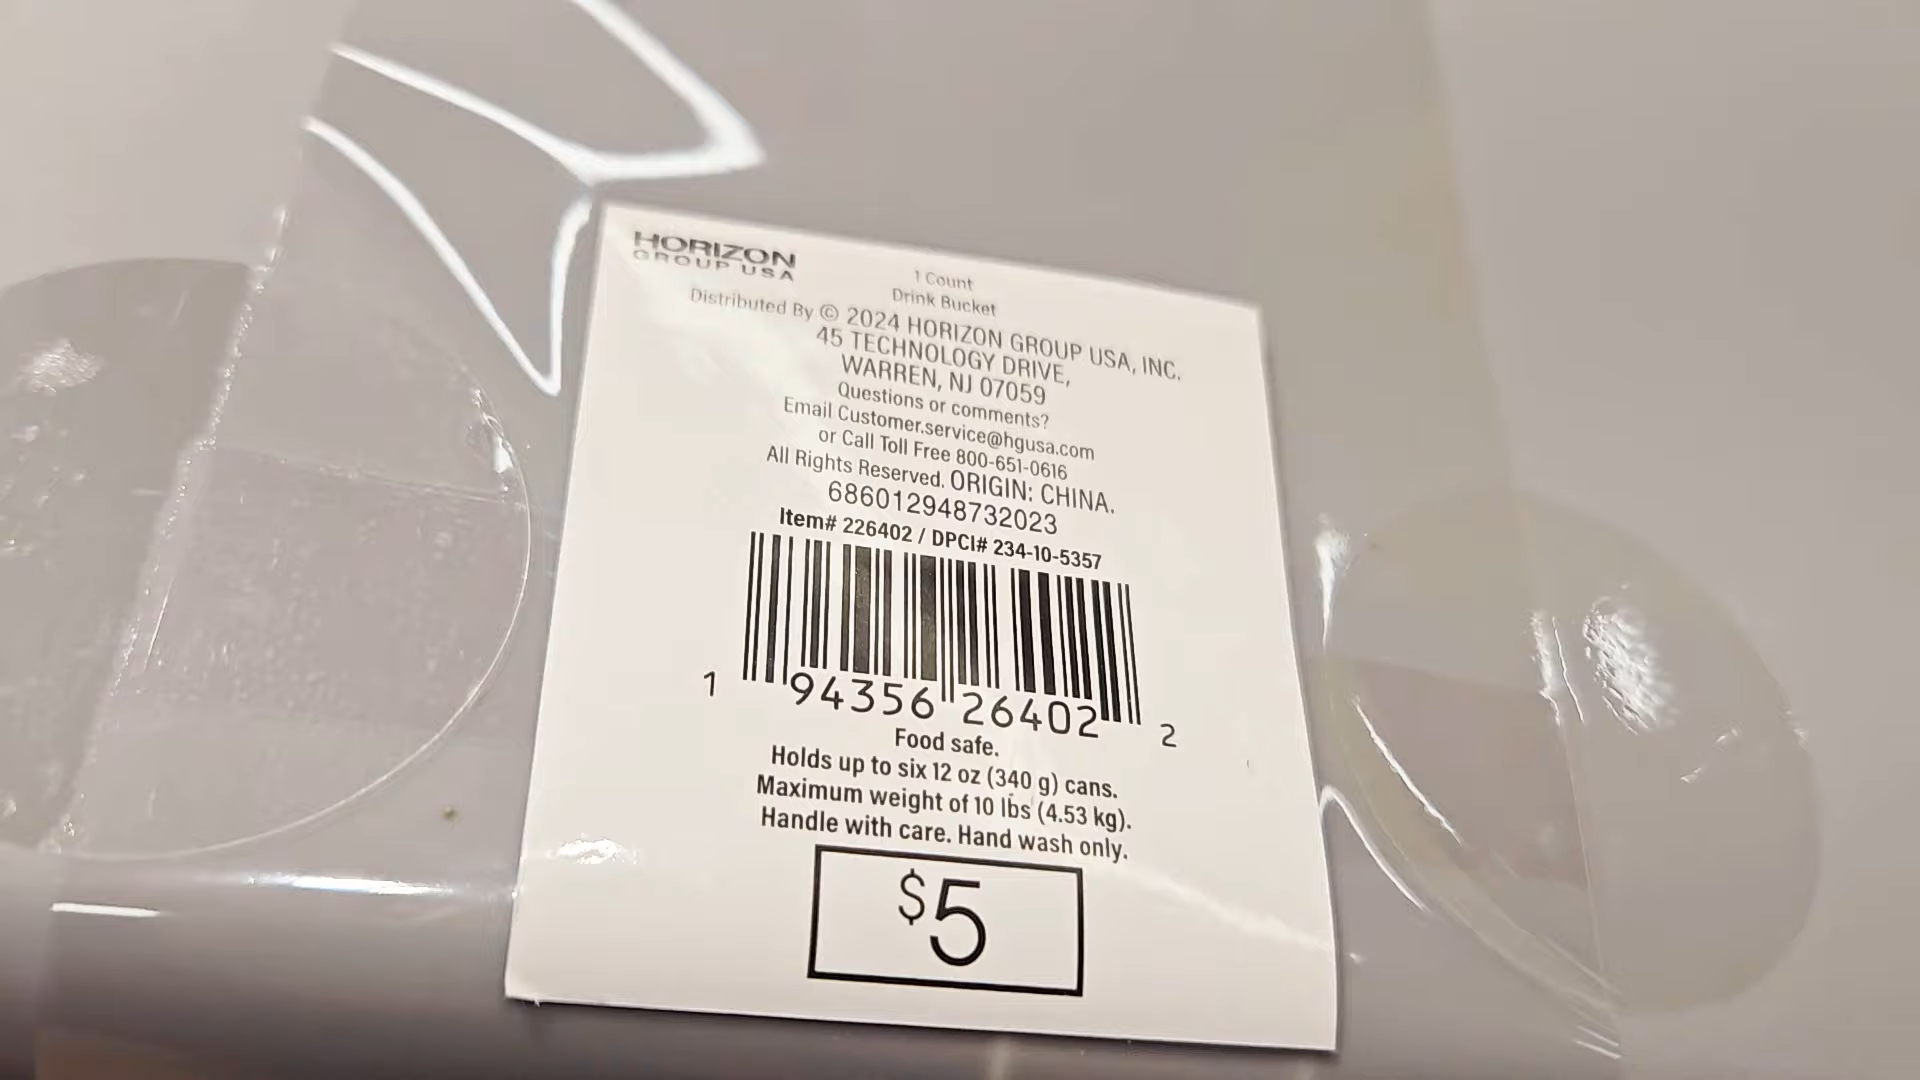 HORIZON
GROUP USA
1 Count
Drink Bucket
Distributed By © 2024 HORIZON GROUP USA, INC.
45 TECHNOLOGY DRIVE,
WARREN, NJ 07059
Questions or comments?
Email Customer.service@hgusa.com
or Call Toll Free 800-651-0616
All Rights Reserved. ORIGIN: CHINA.
686012948732023
Item# 226402 / DPCI# 234-10-5357
1 94356 26402 2
Food safe.
Holds up to six 12 oz (340 g) cans.
Maximum weight of 10 lbs (4.53 kg).
Handle with care. Hand wash only.
$5